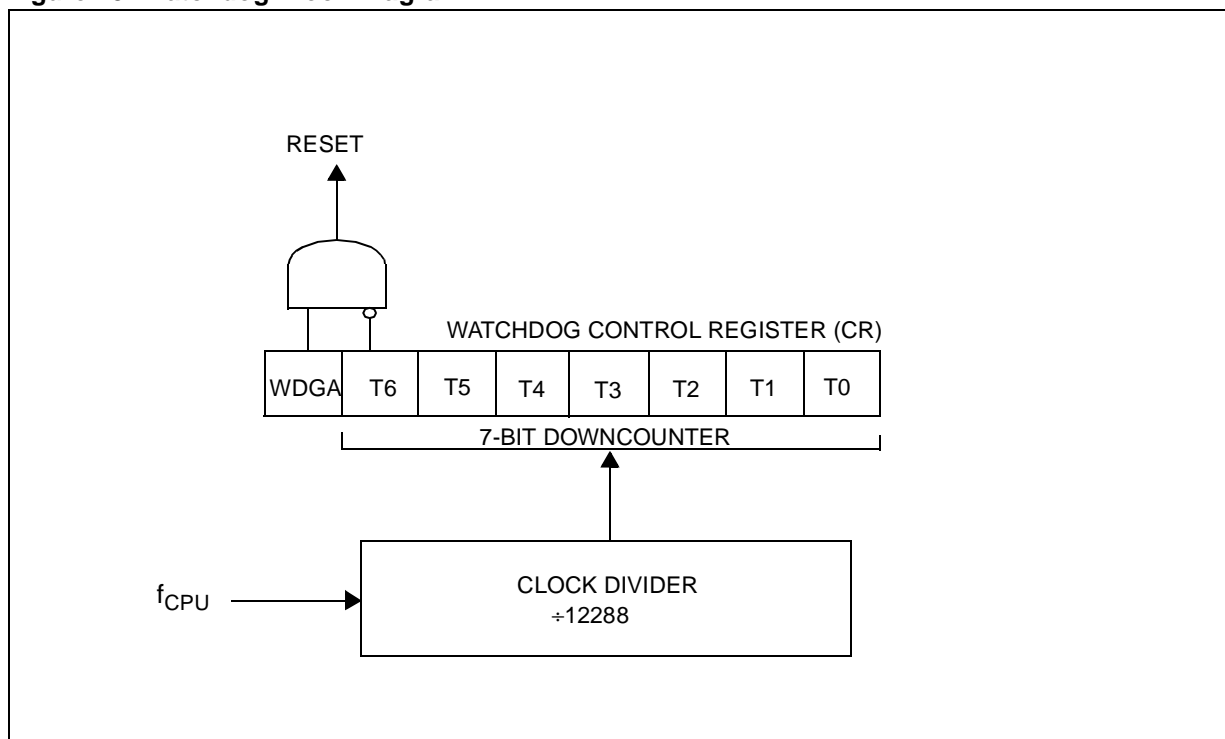 RESET
WATCHDOG CONTROL REGISTER (CR)
WDGA T6 T5 T4 T3 T2 T1 T0
7-BIT DOWNCOUNTER
fCPU
CLOCK DIVIDER
÷12288